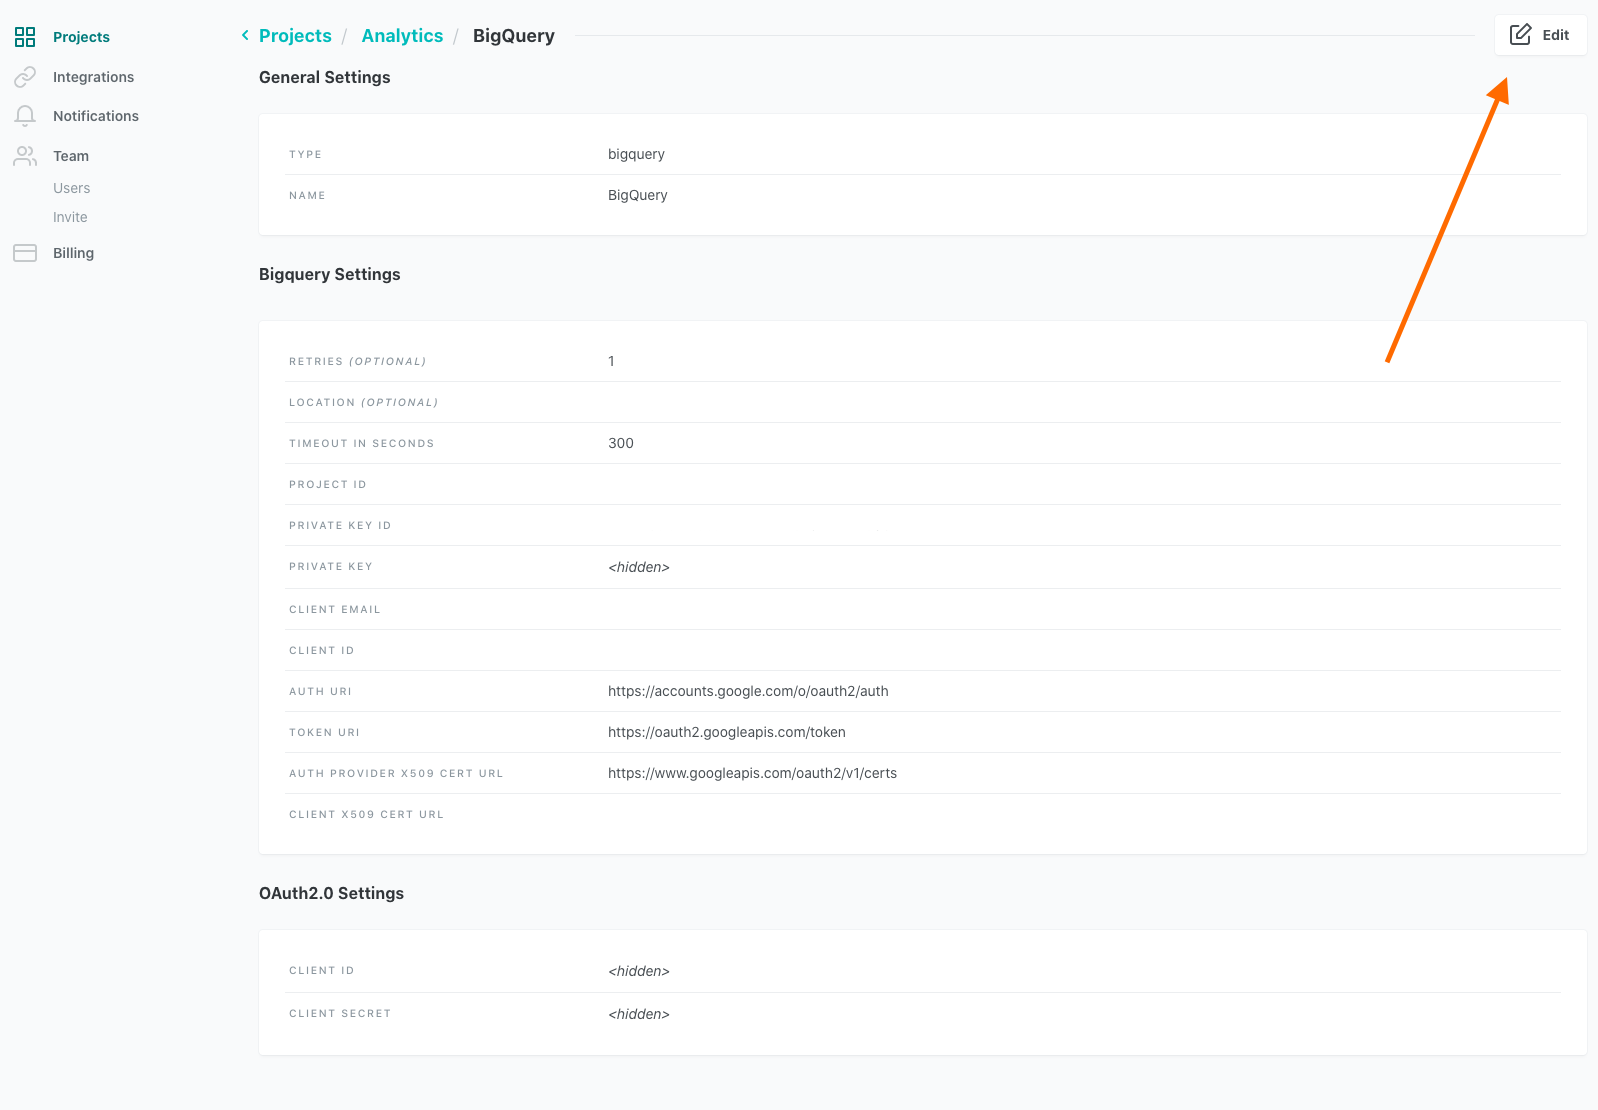 Projects
Integrations
Notifications
Team
Users
Invite
Billing
Projects / Analytics / BigQuery
Edit
General Settings
TYPE bigquery
NAME BigQuery
Bigquery Settings
RETRIES (OPTIONAL) 1
LOCATION (OPTIONAL)
TIMEOUT IN SECONDS 300
PROJECT ID
PRIVATE KEY ID
PRIVATE KEY <hidden>
CLIENT EMAIL
CLIENT ID
AUTH URI https://accounts.google.com/o/oauth2/auth
TOKEN URI https://oauth2.googleapis.com/token
AUTH PROVIDER X509 CERT URL https://www.googleapis.com/oauth2/v1/certs
CLIENT X509 CERT URL
OAuth2.0 Settings
CLIENT ID <hidden>
CLIENT SECRET <hidden>